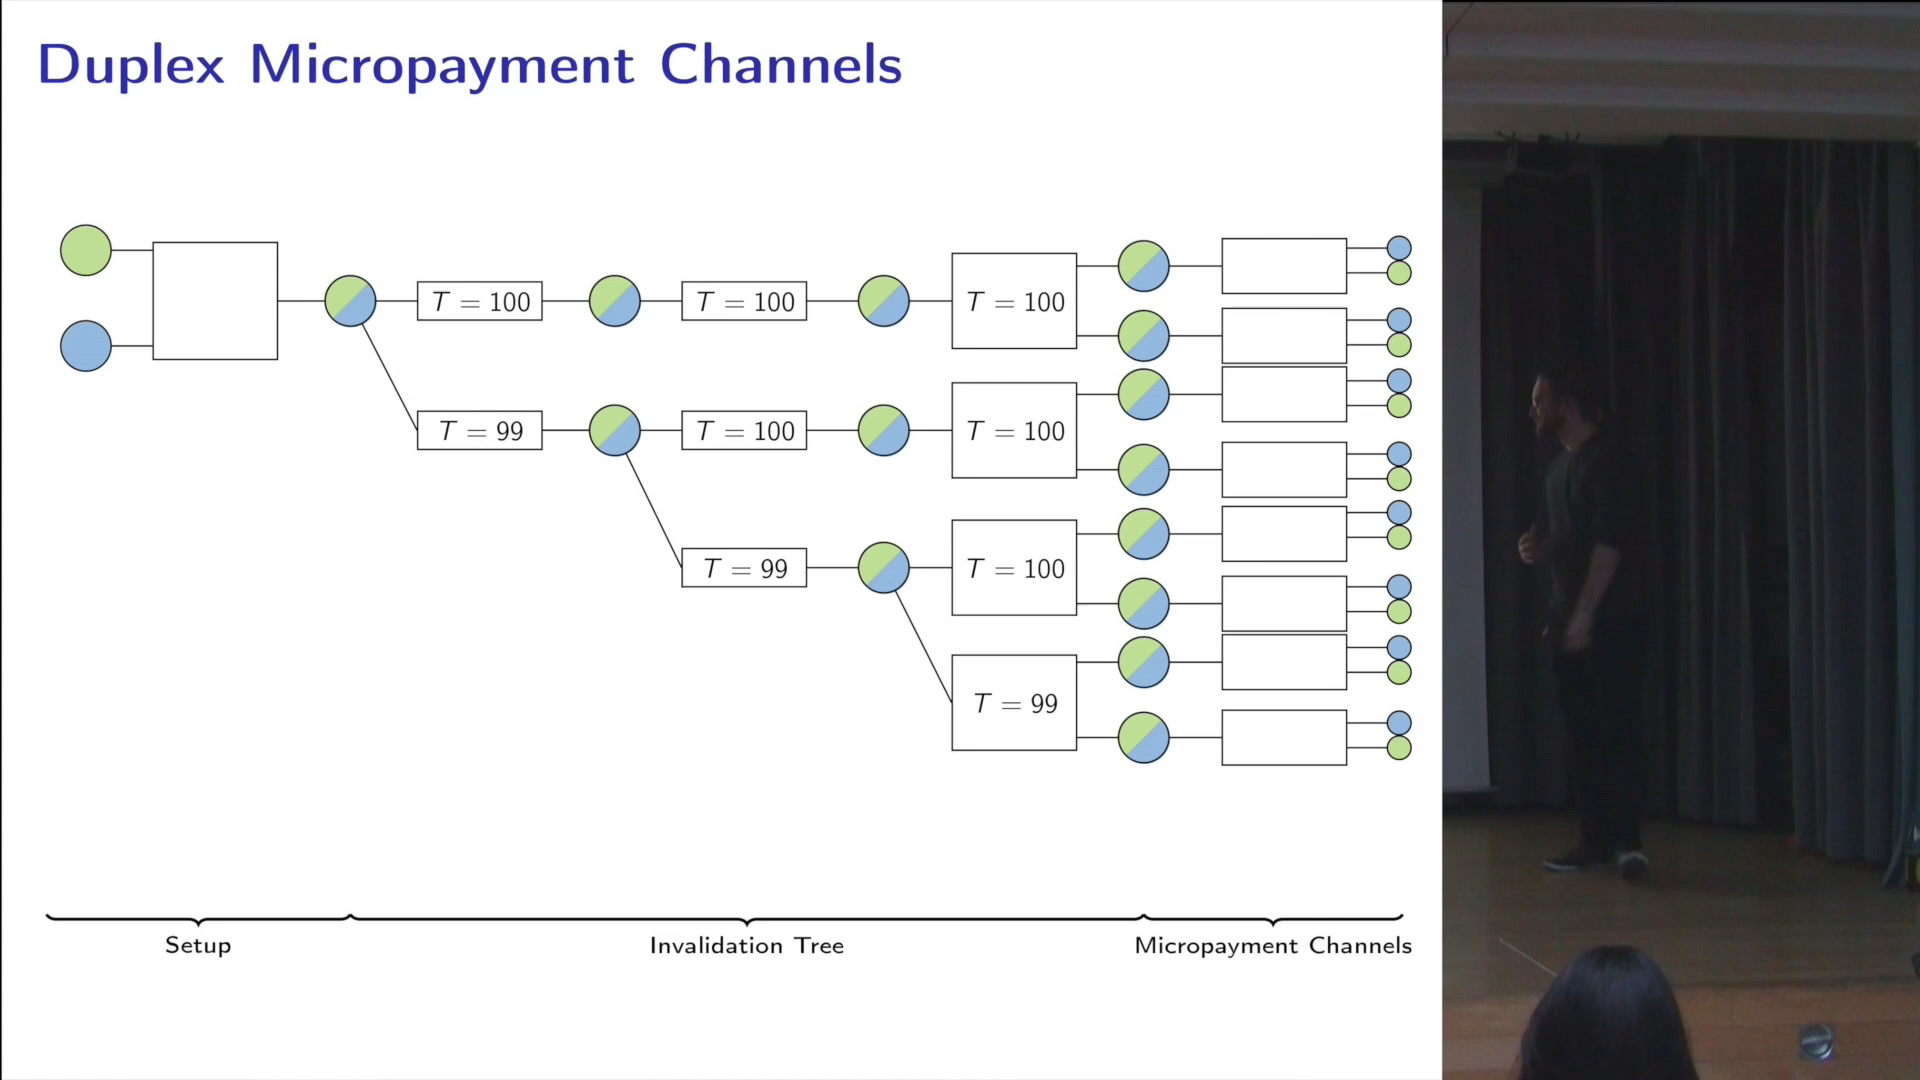 Duplex Micropayment Channels
T = 100
T = 100
T = 100
T = 99
T = 100
T = 100
T = 99
T = 100
T = 99
Setup
Invalidation Tree
Micropayment Channels